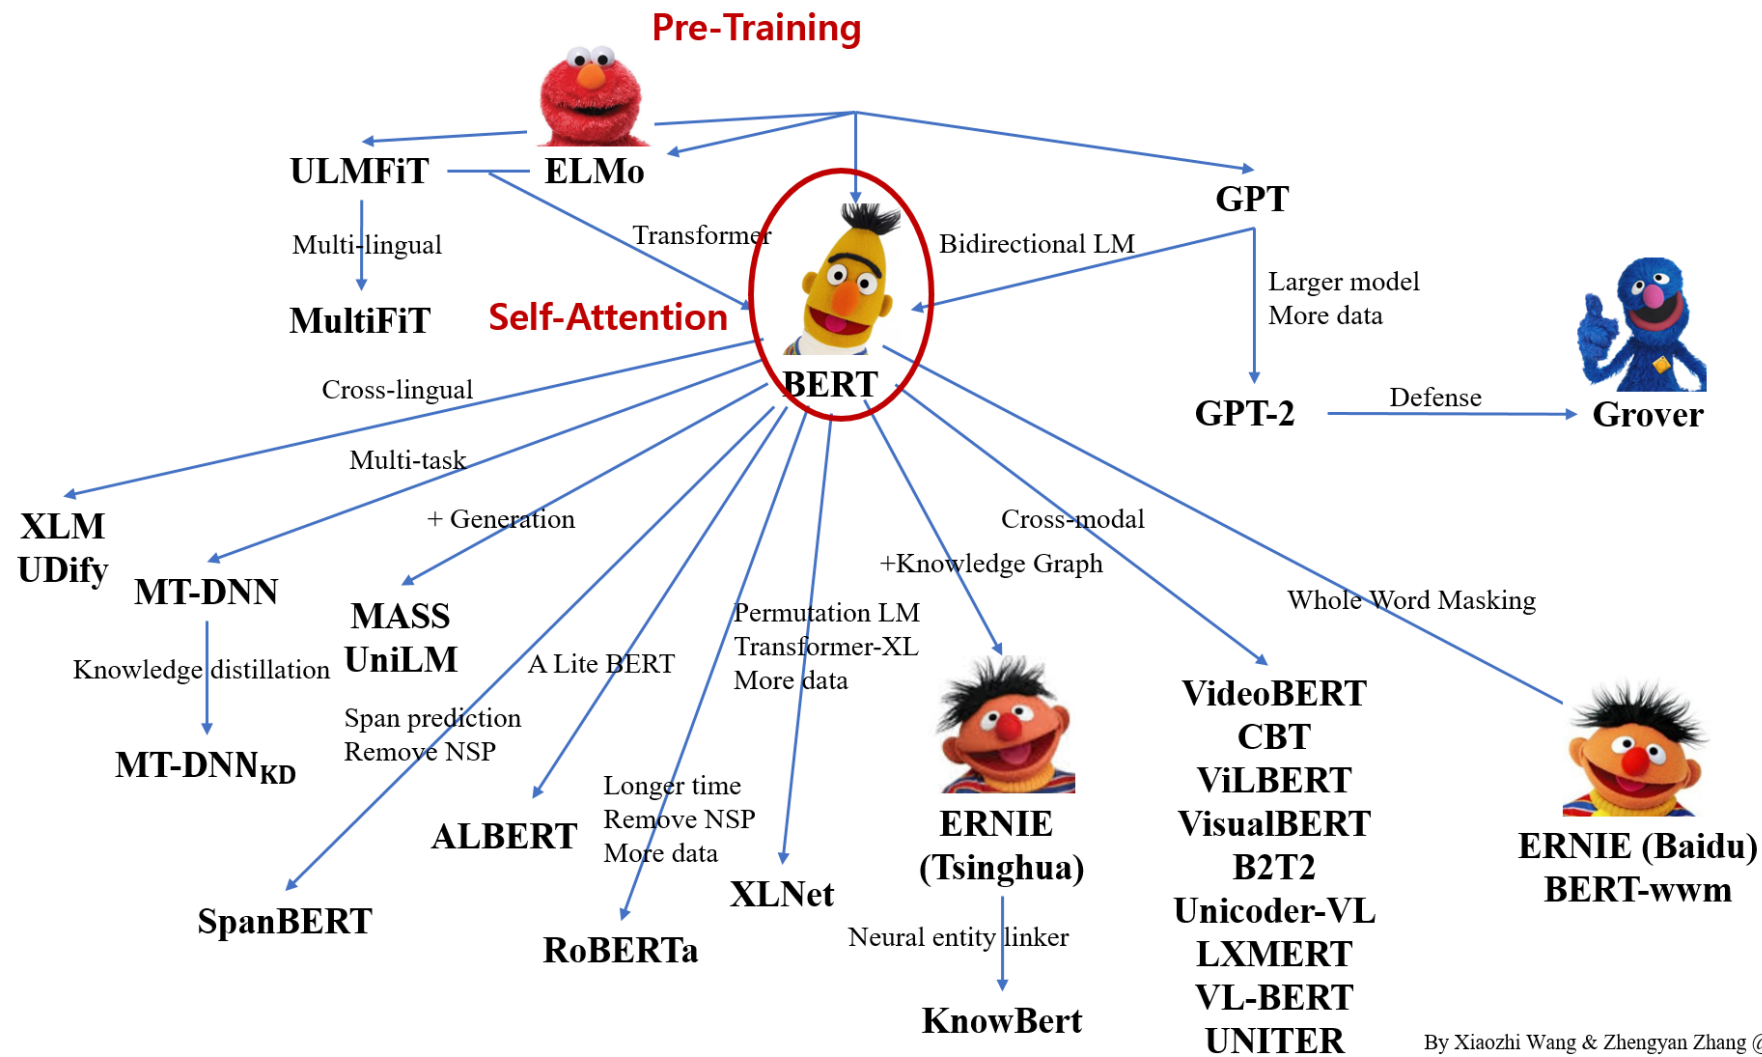 Pre-Training
ULMFiT
ELMo
GPT
Multi-lingual
Transformer
Bidirectional LM
Larger model
More data
MultiFiT
Self-Attention
BERT
Cross-lingual
GPT-2
Defense
Grover
Multi-task
XLM
UDify
+ Generation
Cross-modal
+Knowledge Graph
MT-DNN
MASS
UniLM
Whole Word Masking
Permutation LM
Transformer-XL
More data
Knowledge distillation
A Lite BERT
Span prediction
Remove NSP
MT-DNNKD
Longer time
Remove NSP
More data
ALBERT
SpanBERT
RoBERTa
XLNet
ERNIE
(Tsinghua)
Neural entity linker
KnowBert
VideoBERT
CBT
ViLBERT
VisualBERT
B2T2
Unicoder-VL
LXMERT
VL-BERT
UNITER
ERNIE (Baidu)
BERT-wwm
By Xiaozhi Wang & Zhengyan Zhang